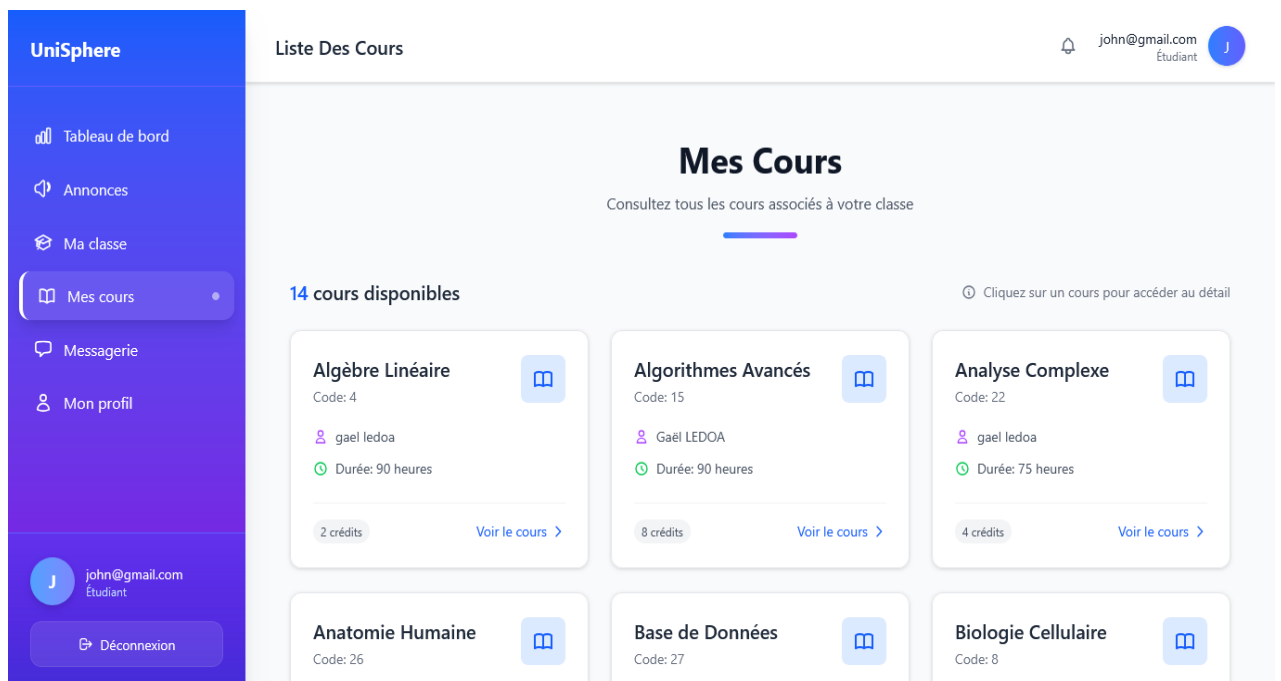 UniSphere
Liste Des Cours
john@gmail.com
Étudiant
J
Tableau de bord
Annonces
Ma classe
Mes cours
Messagerie
Mon profil
J
john@gmail.com
Étudiant
Déconnexion
Mes Cours
Consultez tous les cours associés à votre classe
14 cours disponibles
Cliquez sur un cours pour accéder au détail
Algèbre Linéaire
Code: 4
gael ledoa
Durée: 90 heures
2 crédits
Voir le cours
Algorithmes Avancés
Code: 15
Gaël LEDOA
Durée: 90 heures
8 crédits
Voir le cours
Analyse Complexe
Code: 22
gael ledoa
Durée: 75 heures
4 crédits
Voir le cours
Anatomie Humaine
Code: 26
Base de Données
Code: 27
Biologie Cellulaire
Code: 8